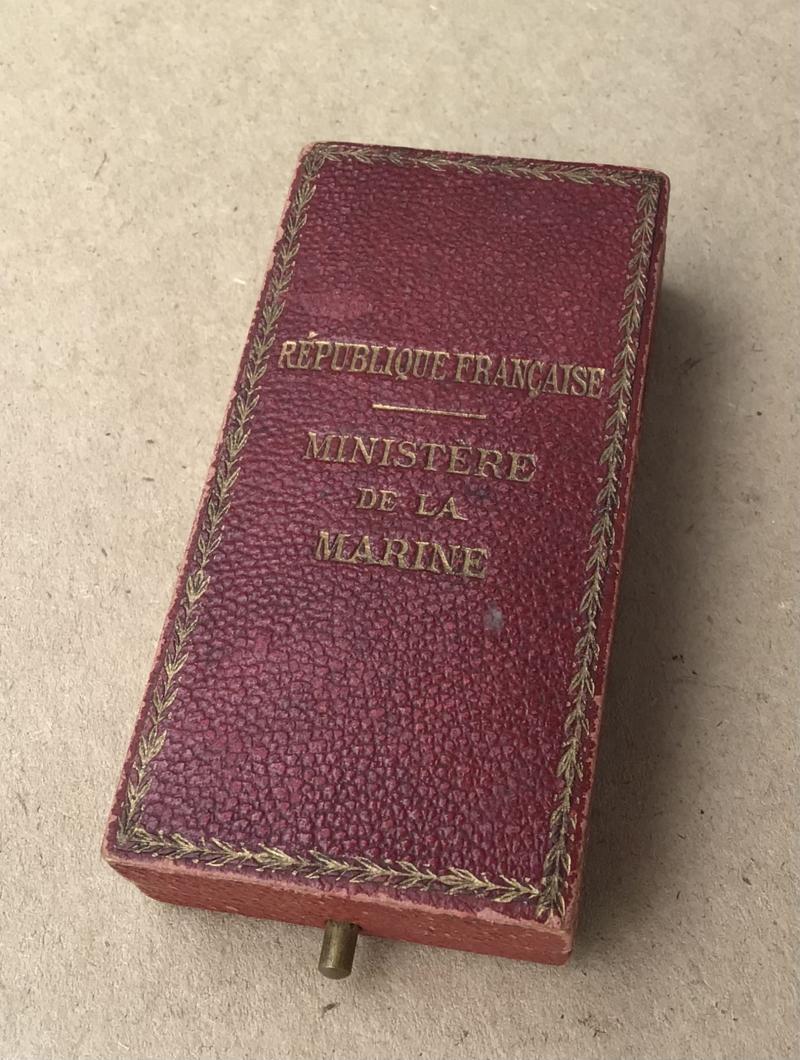 RÉPUBLIQUE FRANÇAISE
MINISTÈRE
DE LA
MARINE